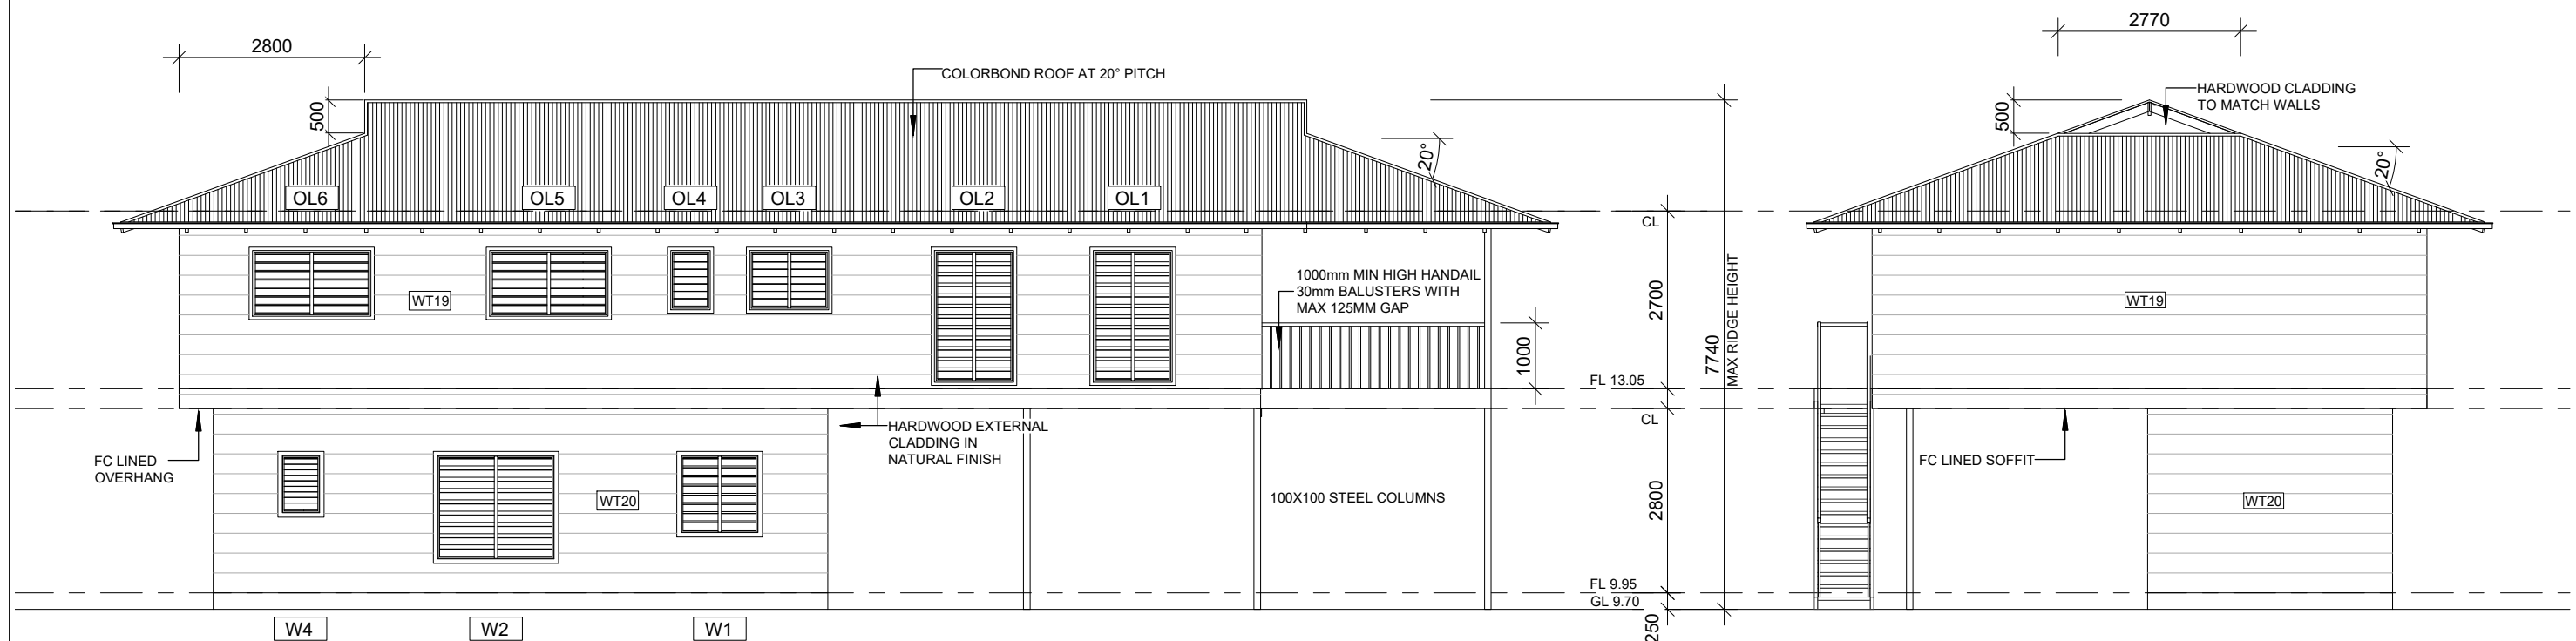 2800
2770
COLORBOND ROOF AT 20° PITCH
HARDWOOD CLADDING
TO MATCH WALLS
500
500
20°
20°
OL6
OL5
OL4
OL3
OL2
OL1
CL
WT19
1000mm MIN HIGH HANDAIL
30mm BALUSTERS WITH
MAX 125MM GAP
2700
7740
MAX RIDGE HEIGHT
1000
WT19
FL 13.05
CL
HARDWOOD EXTERNAL
CLADDING IN
NATURAL FINISH
FC LINED
OVERHANG
FC LINED SOFFIT
WT20
100X100 STEEL COLUMNS
2800
WT20
FL 9.95
GL 9.70
250
W4
W2
W1